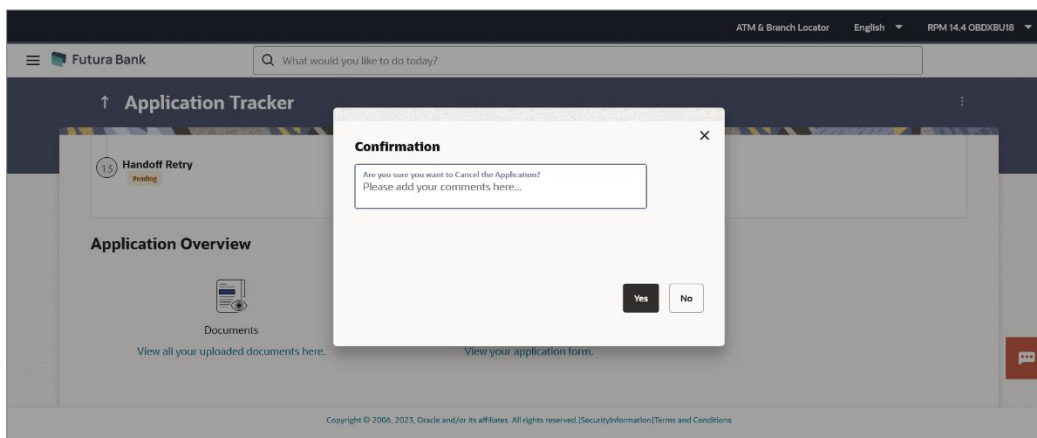 ATM & Branch Locator English RPM 14.4 OBDXBU18
Futura Bank
What would you like to do today?
Application Tracker
Confirmation
13 Handoff Retry
Pending
Are you sure you want to Cancel the Application?
Please add your comments here...
Application Overview
Yes No
Documents
View all your uploaded documents here. View your application form.
Copyright © 2006, 2023, Oracle and/or its affiliates. All rights reserved.|SecurityInformation|Terms and Conditions